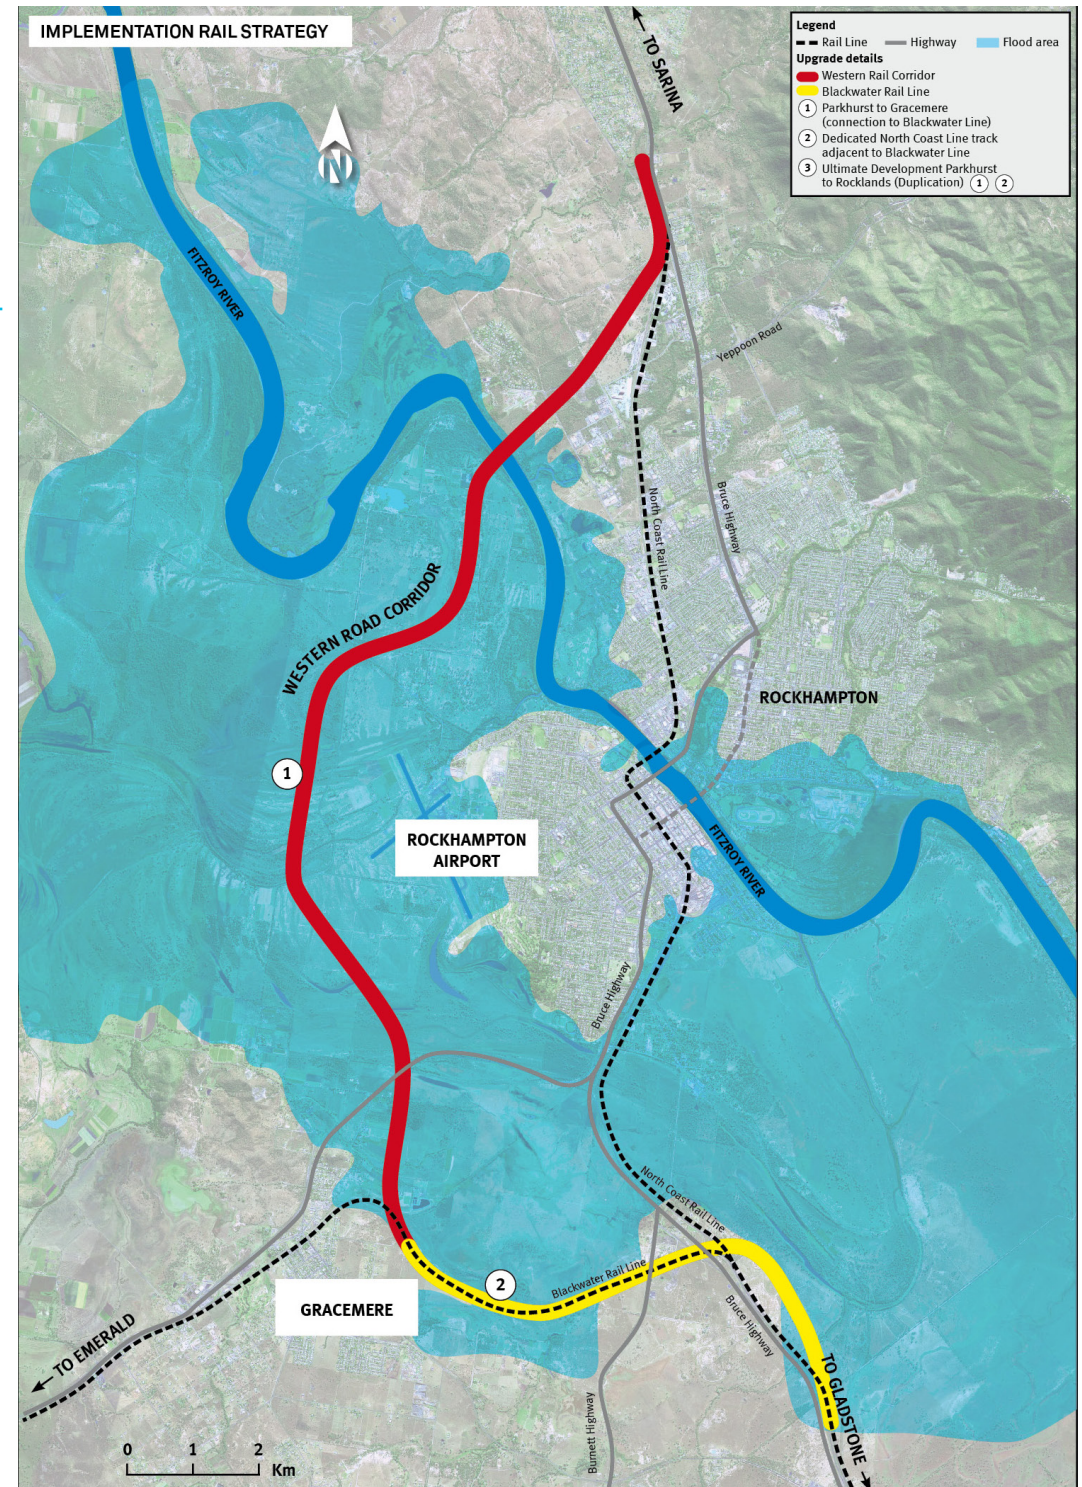 IMPLEMENTATION RAIL STRATEGY
Legend
Rail Line
Highway
Flood area
Upgrade details
Western Rail Corridor
Blackwater Rail Line
1 Parkhurst to Gracemere
(connection to Blackwater Line)
2 Dedicated North Coast Line track
adjacent to Blackwater Line
3 Ultimate Development Parkhurst
to Rocklands (Duplication) 1 2
TO SARINA
N
FITZROY RIVER
Yeppoon Road
North Coast Rail Line
Bruce Highway
WESTERN ROAD CORRIDOR
ROCKHAMPTON
1
ROCKHAMPTON
AIRPORT
FITZROY RIVER
Bruce Highway
North Coast Rail Line
Blackwater Rail Line
2
GRACEMERE
Bruce Highway
TO EMERALD
TO GLADSTONE
Burnett Highway
0 1 2
Km